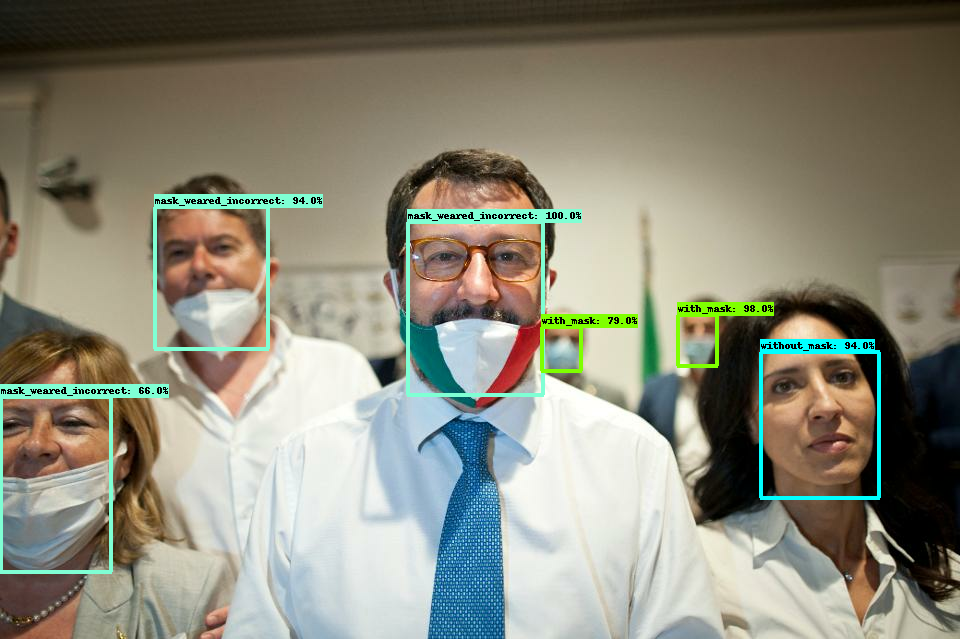 mask_weared_incorrect: 94.0%
mask_weared_incorrect: 100.0%
with_mask: 98.0%
with_mask: 79.0%
without_mask: 94.0%
mask_weared_incorrect: 66.0%